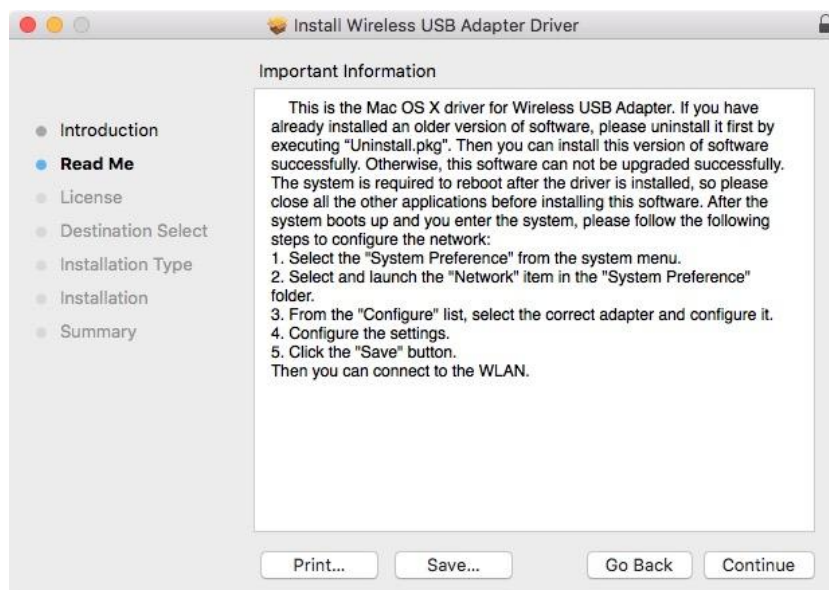 Install Wireless USB Adapter Driver
Important Information
Introduction
Read Me
License
Destination Select
Installation Type
Installation
Summary
This is the Mac OS X driver for Wireless USB Adapter. If you have
already installed an older version of software, please uninstall it first by
executing “Uninstall.pkg”. Then you can install this version of software
successfully. Otherwise, this software can not be upgraded successfully.
The system is required to reboot after the driver is installed, so please
close all the other applications before installing this software. After the
system boots up and you enter the system, please follow the following
steps to configure the network:
1. Select the "System Preference" from the system menu.
2. Select and launch the "Network" item in the "System Preference"
folder.
3. From the "Configure" list, select the correct adapter and configure it.
4. Configure the settings.
5. Click the "Save" button.
Then you can connect to the WLAN.
Print...
Save...
Go Back
Continue